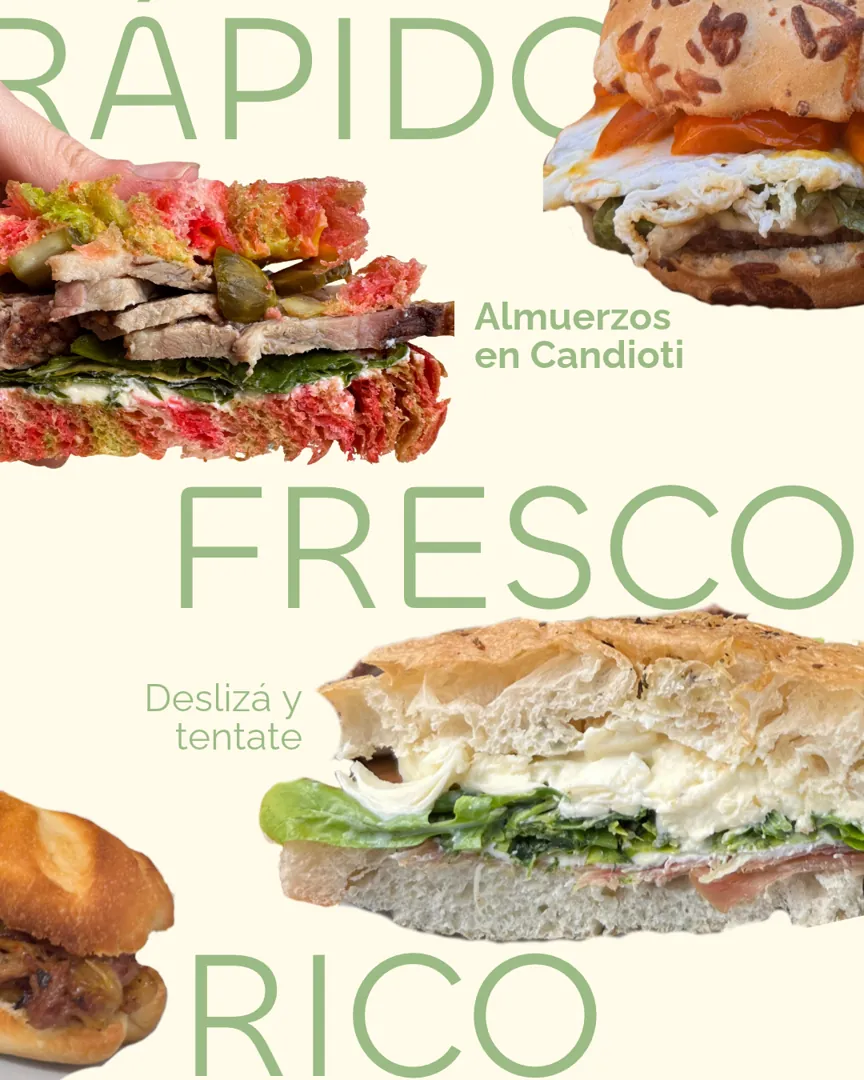 RÁPIDO
Almuerzos
en Candioti
FRESCO
Deslizá y
tentate
RICO